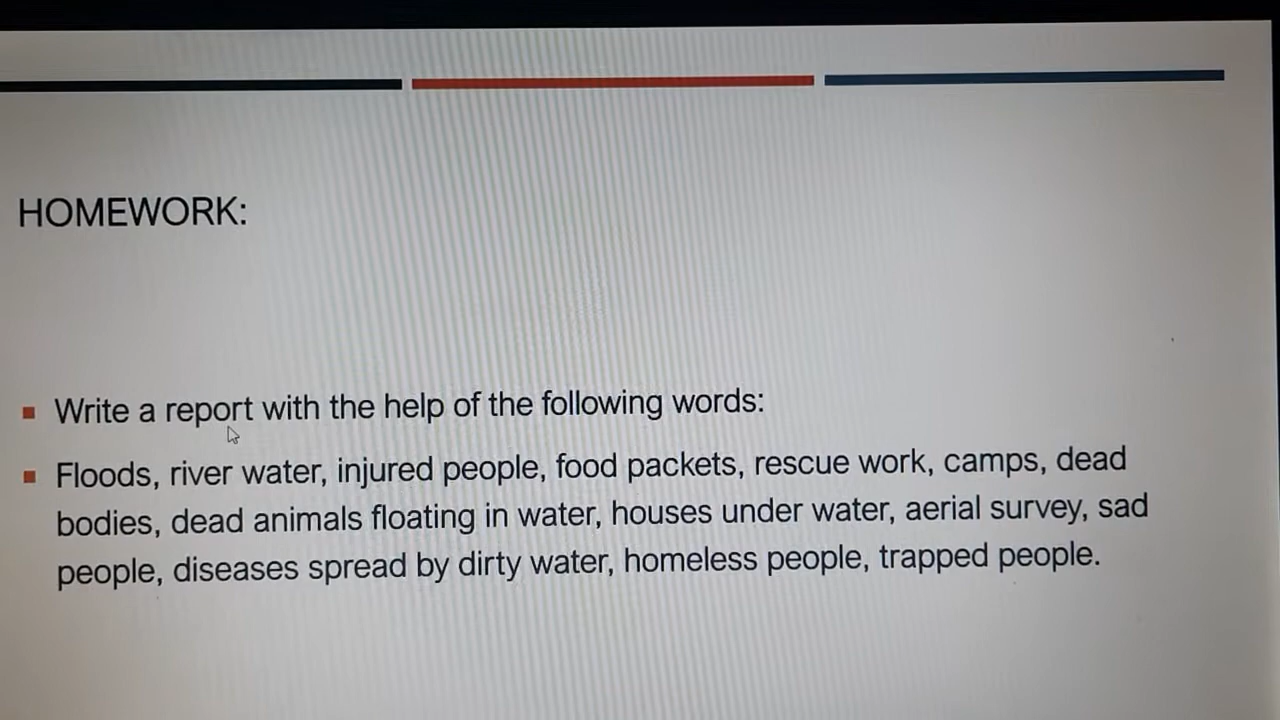 HOMEWORK:
Write a report with the help of the following words:
Floods, river water, injured people, food packets, rescue work, camps, dead
bodies, dead animals floating in water, houses under water, aerial survey, sad
people, diseases spread by dirty water, homeless people, trapped people.